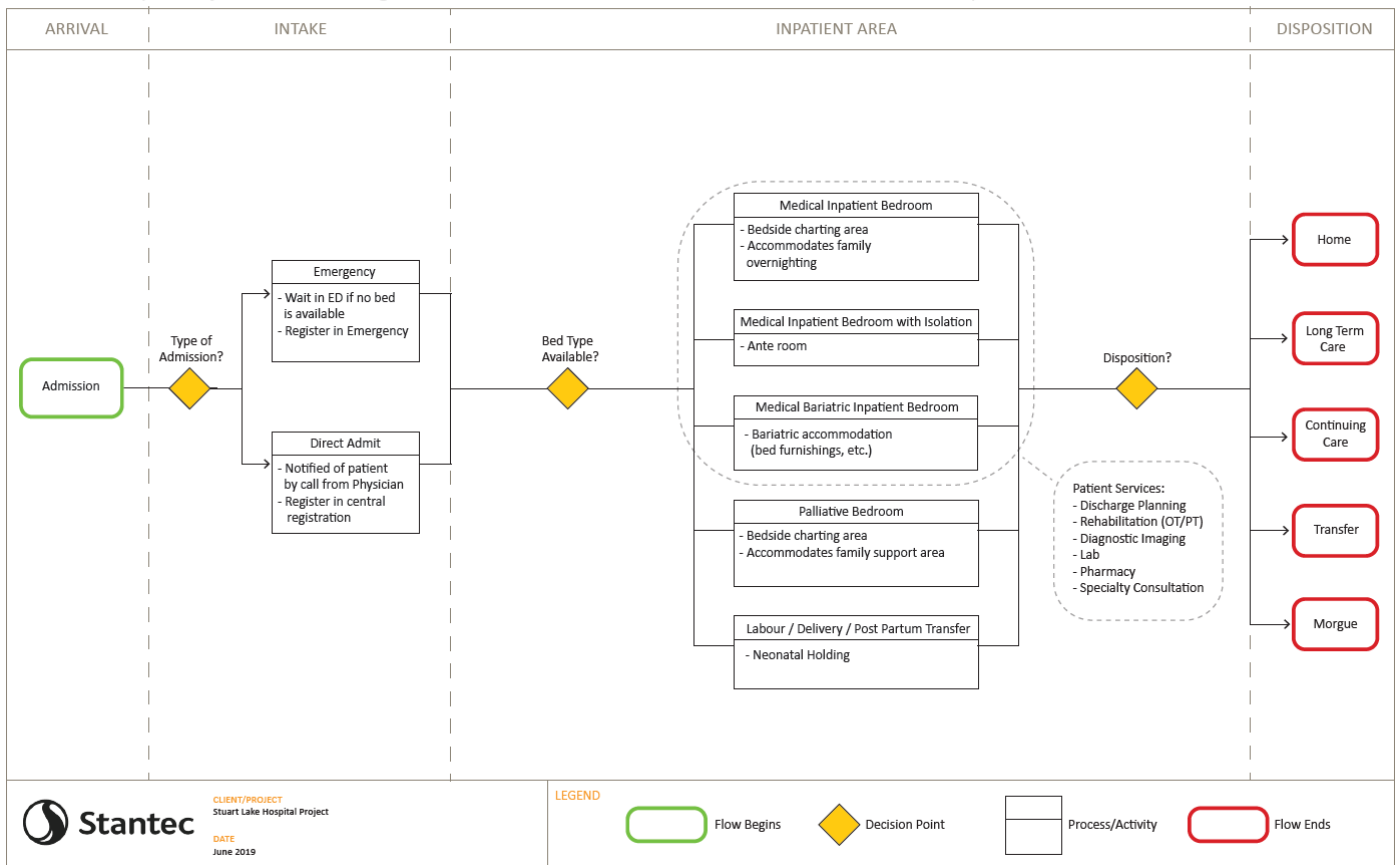 ARRIVAL
INTAKE
INPATIENT AREA
DISPOSITION
Admission
Type of
Admission?
Emergency
- Wait in ED if no bed
is available
- Register in Emergency
Direct Admit
- Notified of patient
by call from Physician
- Register in central
registration
Bed Type
Available?
Medical Inpatient Bedroom
- Bedside charting area
- Accommodates family
overnighting
Medical Inpatient Bedroom with Isolation
- Ante room
Medical Bariatric Inpatient Bedroom
- Bariatric accommodation
(bed furnishings, etc.)
Palliative Bedroom
- Bedside charting area
- Accommodates family support area
Labour / Delivery / Post Partum Transfer
- Neonatal Holding
Patient Services:
- Discharge Planning
- Rehabilitation (OT/PT)
- Diagnostic Imaging
- Lab
- Pharmacy
- Specialty Consultation
Disposition?
Home
Long Term
Care
Continuing
Care
Transfer
Morgue
Stantec
CLIENT/PROJECT
Stuart Lake Hospital Project
DATE
June 2019
LEGEND
Flow Begins
Decision Point
Process/Activity
Flow Ends